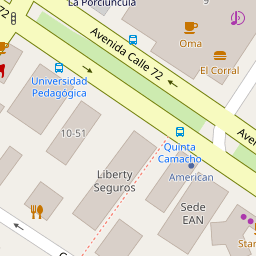 La Porciúncula
72
Avenida Calle 72
Oma
El Corral
Universidad
Pedagógica
10-51
Quinta
Camacho
American
Liberty
Seguros
Sede
EAN